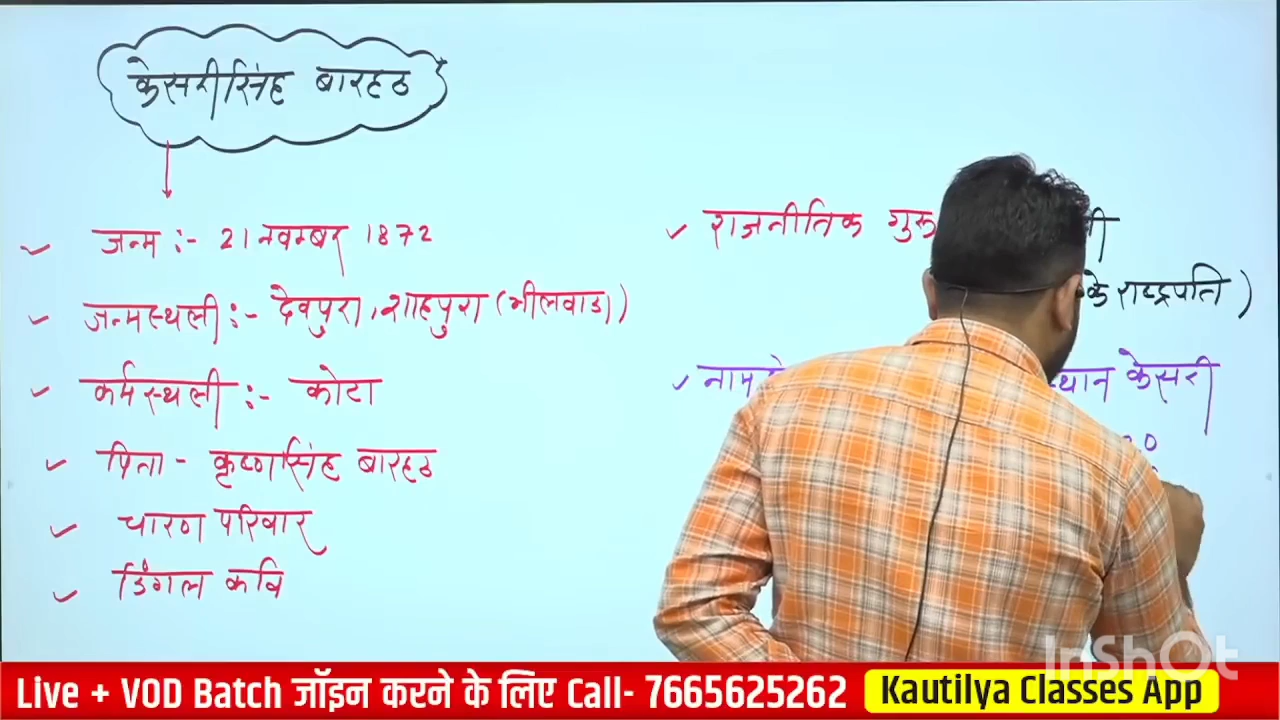 केसरीसिंह बारहठ
जन्म :- 21 नवम्बर 1872
जन्मस्थली :- देवपुरा, शाहपुरा (भीलवाडा)
कर्मस्थली :- कोटा
पिता - कृष्णसिंह बारहठ
चारण परिवार
डिंगल कवि
राजनीतिक गुरू
के राष्ट्रपति )
स्थान केसरी
InShOt
Live + VOD Batch जॉइन करने के लिए Call- 7665625262 Kautilya Classes App